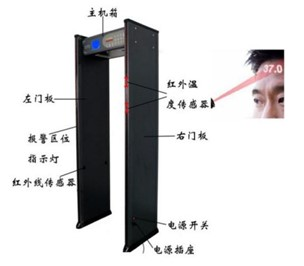 主机箱
红外温
度传感器
37.0
左门板
右门板
报警区位
指示灯
红外线传感器
电源开关
电源插座